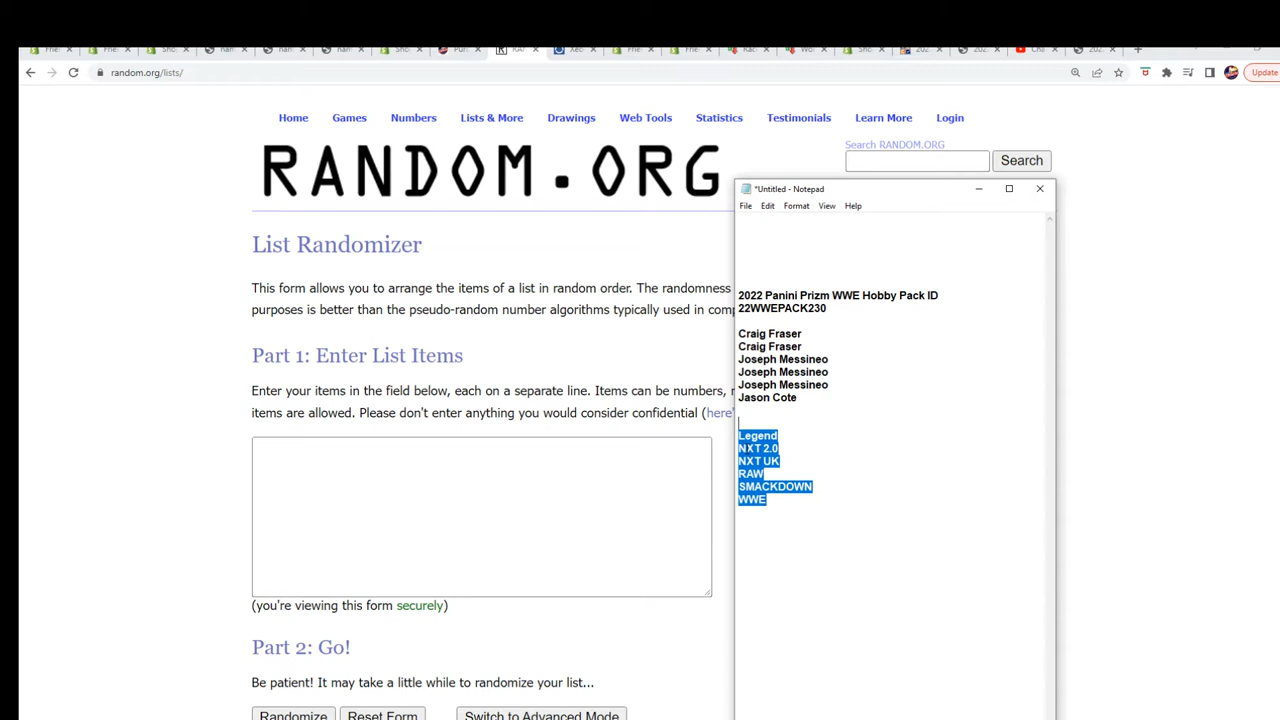 random.org/lists/
Update
Home Games Numbers Lists & More Drawings Web Tools Statistics Testimonials Learn More Login
RANDOM.ORG
Search RANDOM.ORG
Search
*Untitled - Notepad
File Edit Format View Help
List Randomizer
This form allows you to arrange the items of a list in random order. The randomness
purposes is better than the pseudo-random number algorithms typically used in
2022 Panini Prizm WWE Hobby Pack ID
22WWEPACK230
Craig Fraser
Craig Fraser
Joseph Messineo
Joseph Messineo
Joseph Messineo
Jason Cote
Legend
NXT 2.0
NXT UK
RAW
SMACKDOWN
WWE
Part 1: Enter List Items
Enter your items in the field below, each on a separate line. Items can be numbers,
items are allowed. Please don't enter anything you would consider confidential (here'
(you're viewing this form securely)
Part 2: Go!
Be patient! It may take a little while to randomize your list...
Randomize Reset Form Switch to Advanced Mode